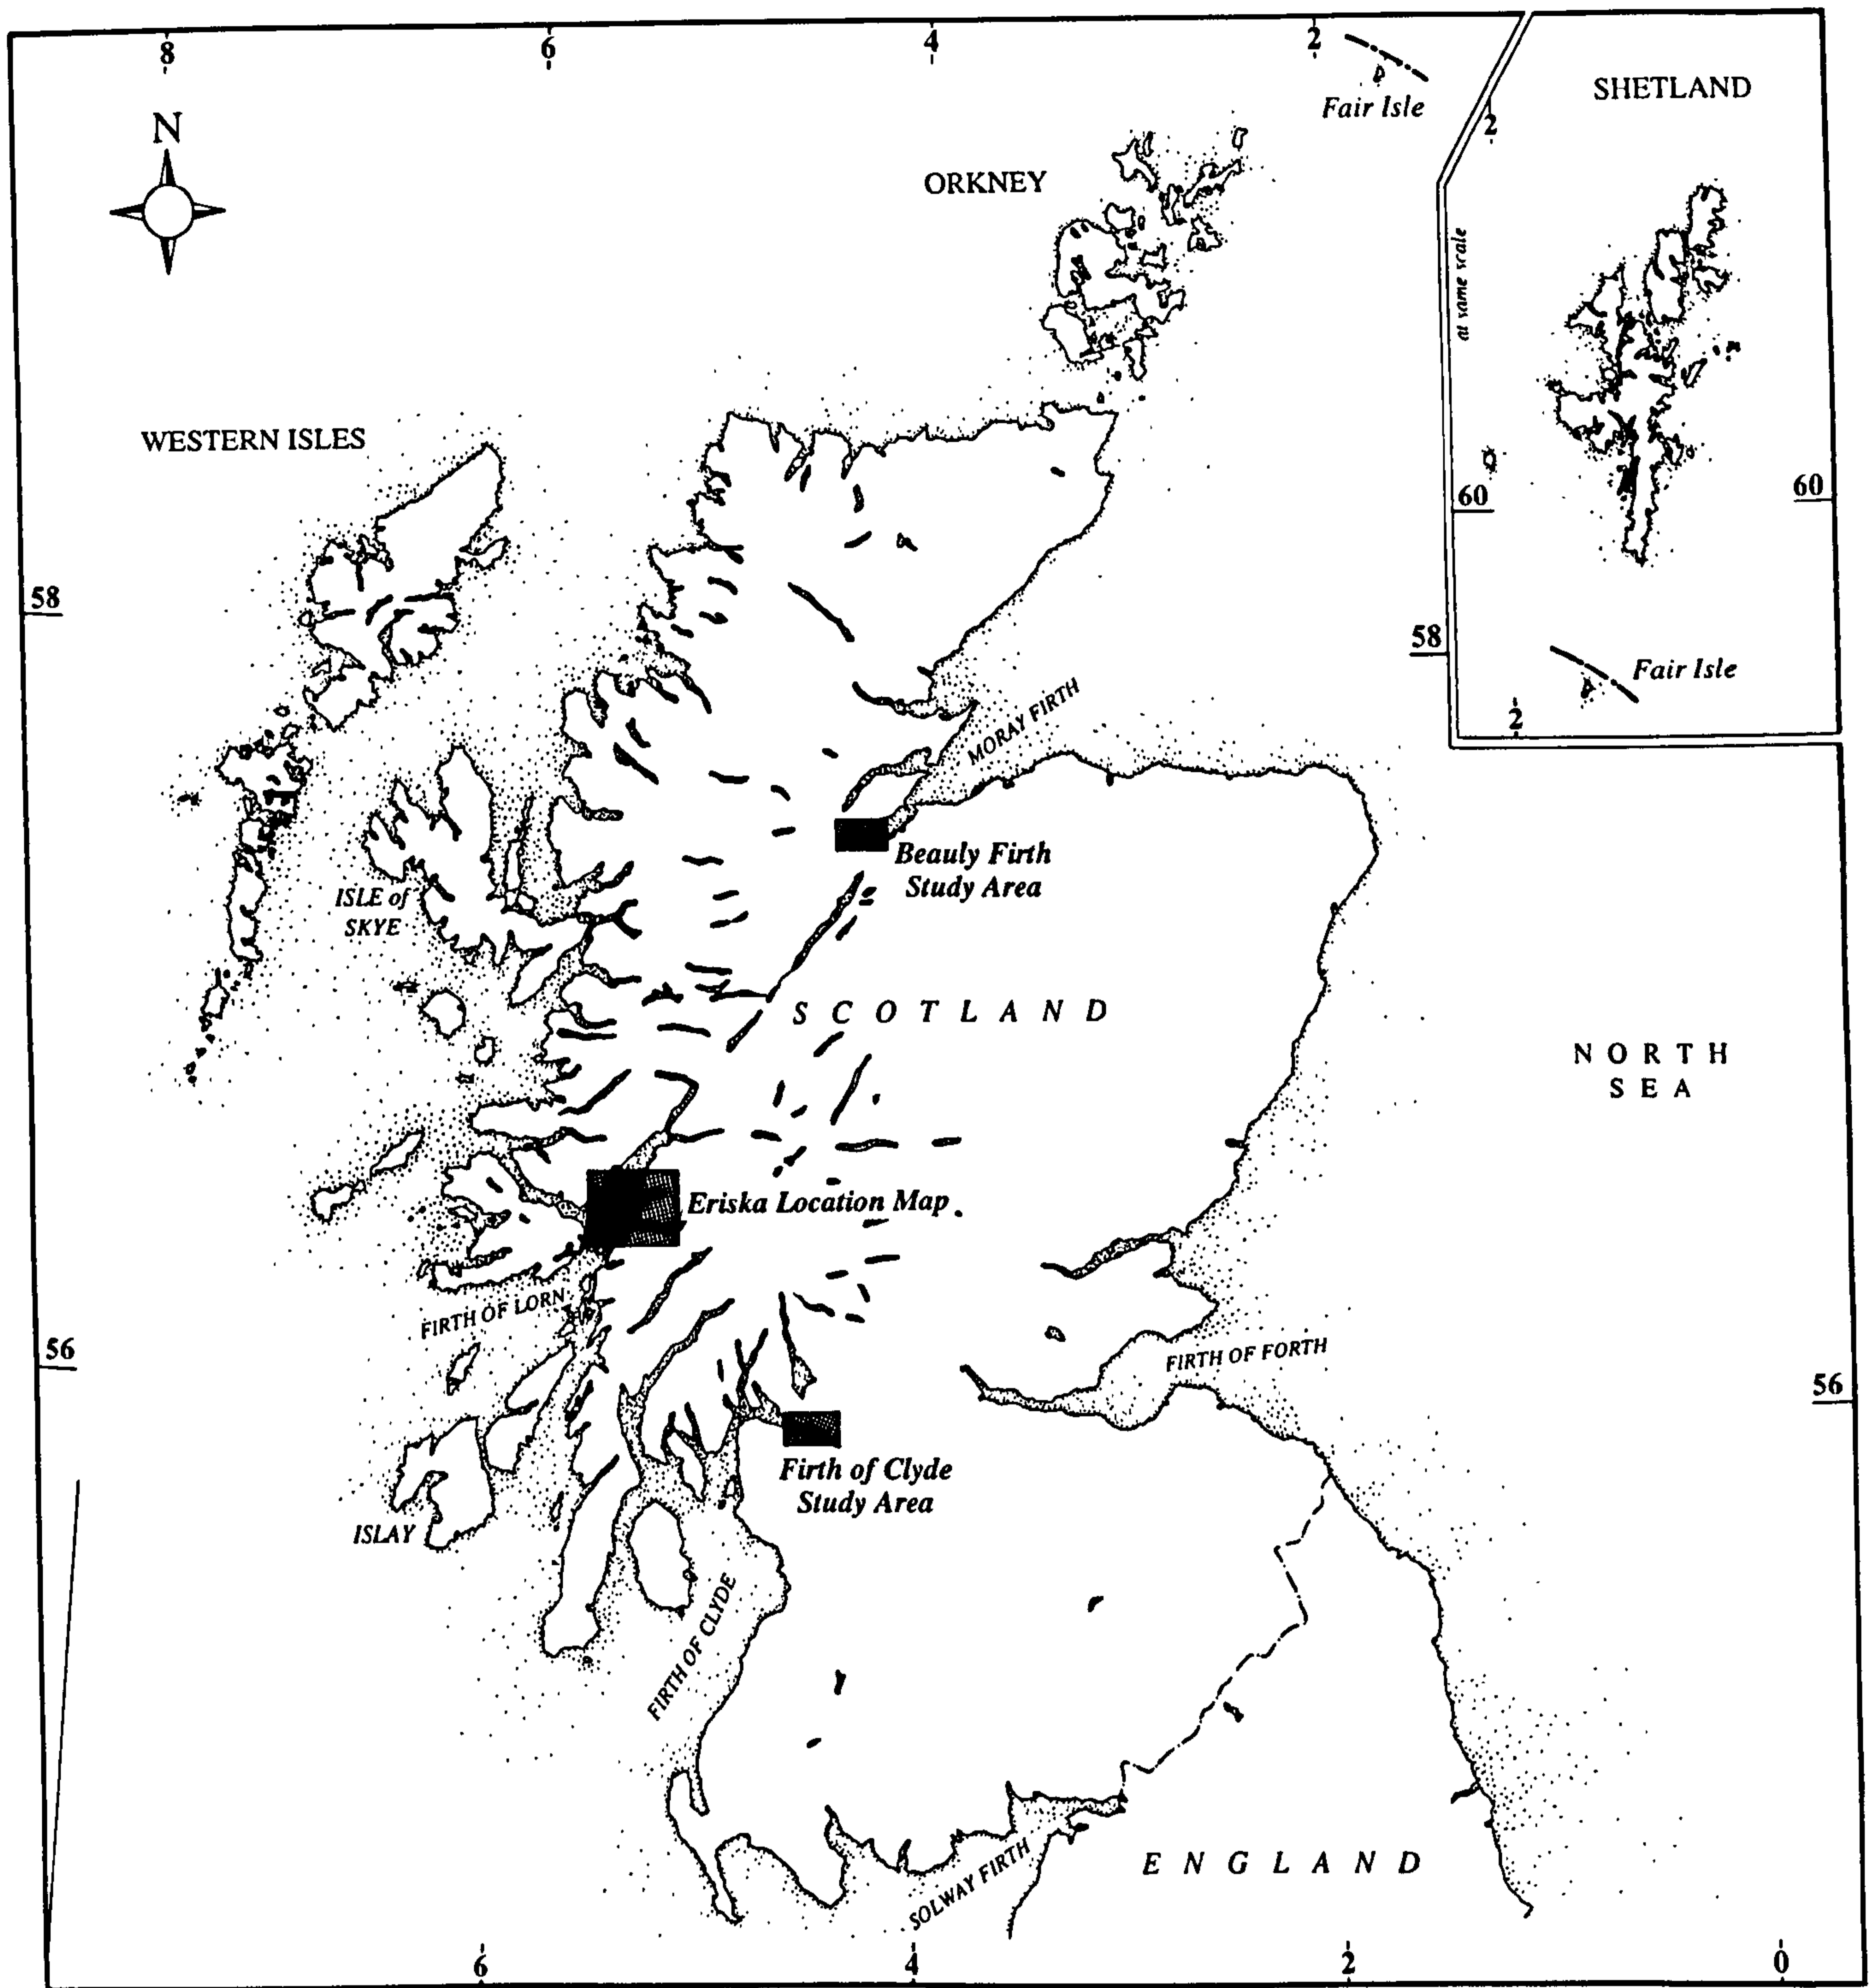 8
6
4
2
N
Fair Isle
SHETLAND
2
ORKNEY
at same scale
WESTERN ISLES
60
60
58
58
Fair Isle
2
MORAY FIRTH
Beauly Firth
Study Area
ISLE of
SKYE
SCOTLAND
NORTH
SEA
Eriska Location Map
FIRTH OF LORN
56
FIRTH OF FORTH
56
Firth of Clyde
Study Area
ISLAY
FIRTH OF CLYDE
SOLWAY FIRTH
ENGLAND
6
4
2
0